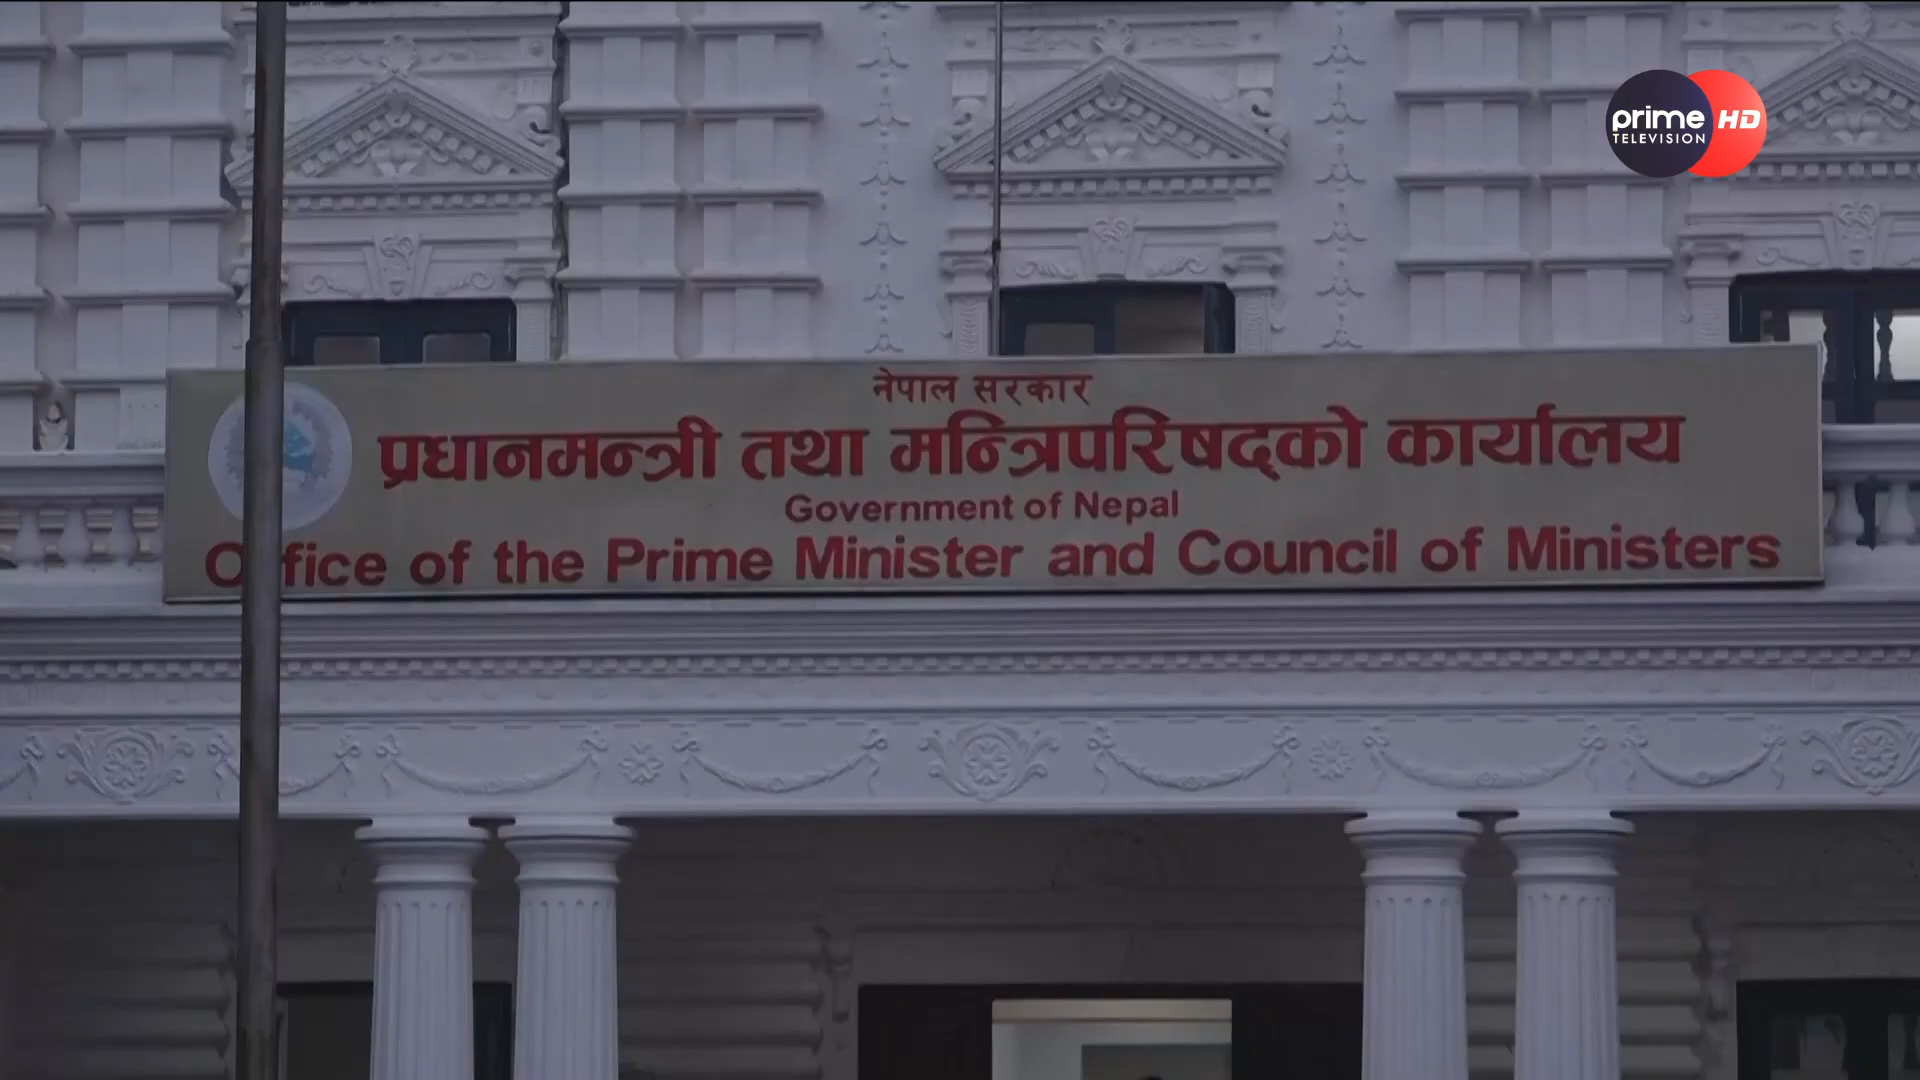 prime HD
TELEVISION
नेपाल सरकार
प्रधानमन्त्री तथा मन्त्रिपरिषद्को कार्यालय
Government of Nepal
Office of the Prime Minister and Council of Ministers